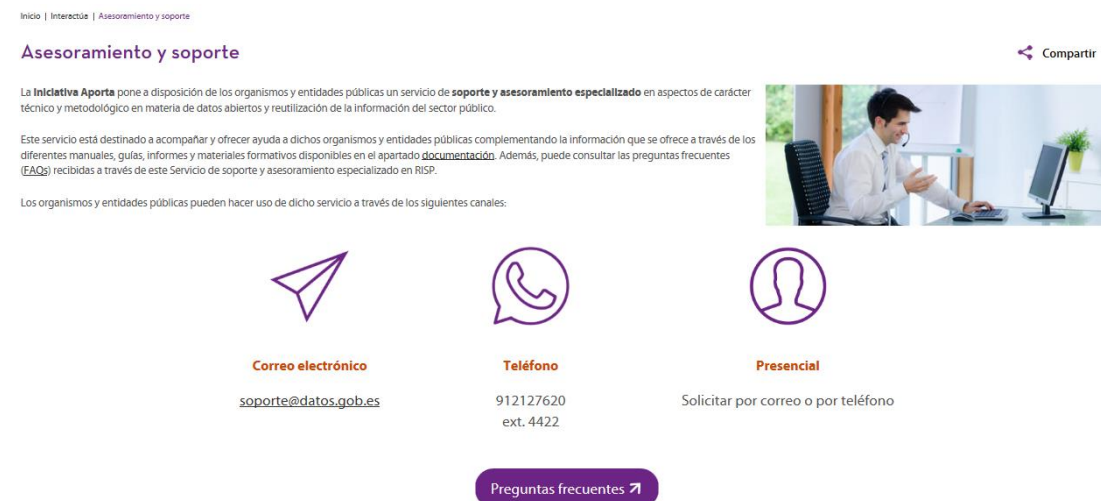 Inicio | Interactúa | Asesoramiento y soporte
Asesoramiento y soporte
Compartir
La Iniciativa Aporta pone a disposición de los organismos y entidades públicas un servicio de soporte y asesoramiento especializado en aspectos de carácter
técnico y metodológico en materia de datos abiertos y reutilización de la información del sector público.
Este servicio está destinado a acompañar y ofrecer ayuda a dichos organismos y entidades públicas complementando la información que se ofrece a través de los
diferentes manuales, guías, informes y materiales formativos disponibles en el apartado documentación. Además, puede consultar las preguntas frecuentes
(FAQs) recibidas a través de este Servicio de soporte y asesoramiento especializado en RISP.
Los organismos y entidades públicas pueden hacer uso de dicho servicio a través de los siguientes canales:
Correo electrónico
soporte@datos.gob.es
Teléfono
912127620
ext. 4422
Presencial
Solicitar por correo o por teléfono
Preguntas frecuentes